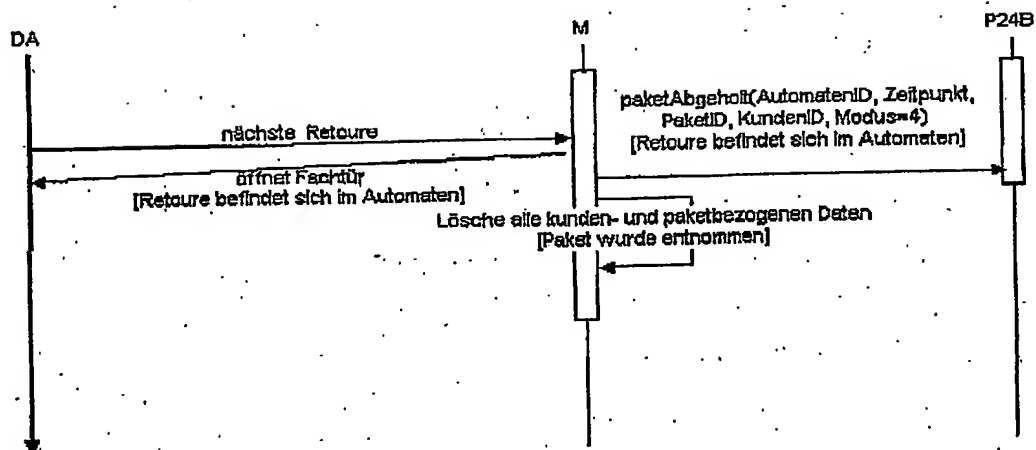 DA
M
P24B
paketAbgeholt(AutomatenID, Zeitpunkt,
PaketID, KundenID, Modus=4)
[Retoure befindet sich im Automaten]
nächste Retoure
öffnet Fachtür
[Retoure befindet sich im Automaten]
Lösche alle kunden- und paketbezogenen Daten
[Paket wurde entnommen]